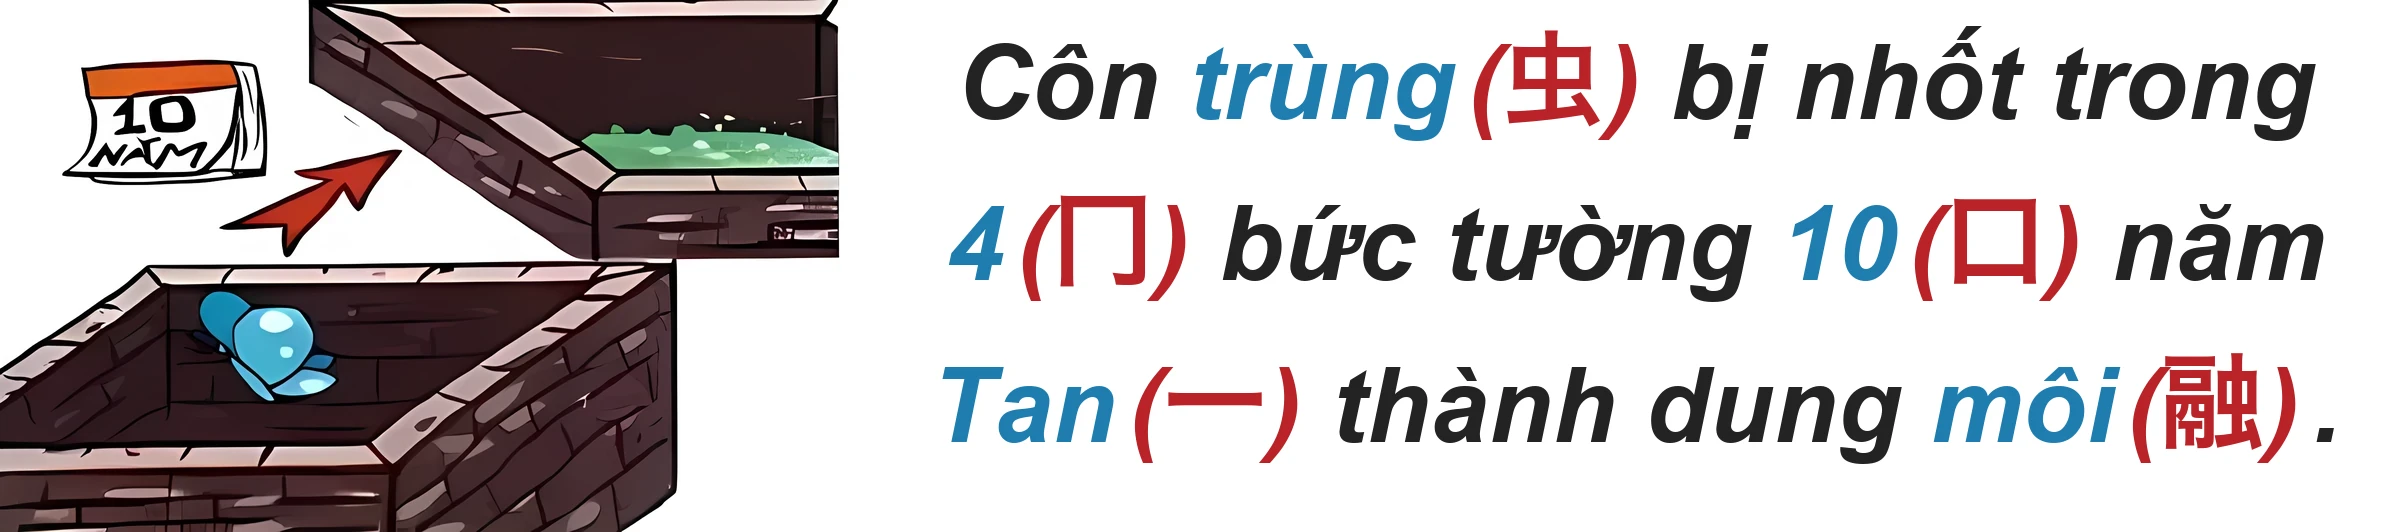 10
NĂM
Côn trùng (虫) bị nhốt trong
4 (冂) bức tường 10 (口) năm
Tan (一) thành dung môi (融) .